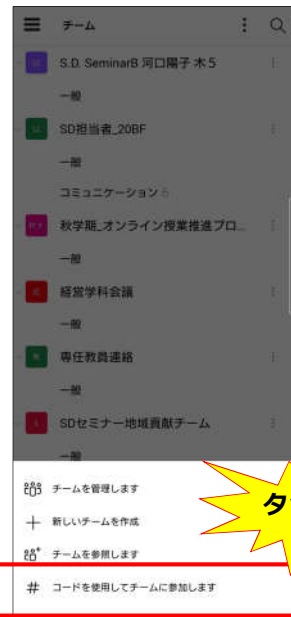 チーム
S.D. SeminarB 河口陽子 木5
一般
SD担当者_20BF
一般
コミュニケーション 6
秋学期_オンライン授業推進プロ...
一般
経営学科会議
一般
専任教員連絡
一般
SDセミナー地域貢献チーム
一般
チームを管理します
新しいチームを作成
チームを参照します
# コードを使用してチームに参加します
タ